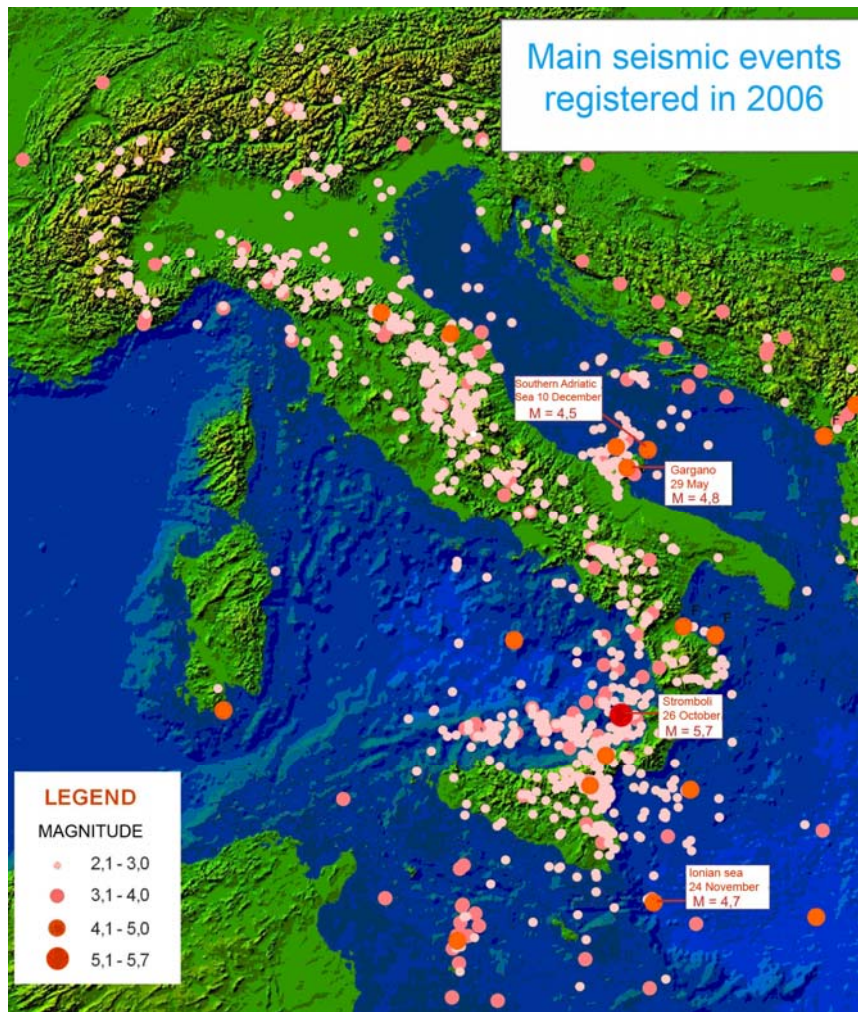 Main seismic events
registered in 2006
Southern Adriatic
Sea 10 December
M = 4,5
Gargano
29 May
M = 4,8
F
F
F
Stromboli
26 October
M = 5,7
Ionian sea
24 November
M = 4,7
LEGEND
MAGNITUDE
2,1 - 3,0
3,1 - 4,0
4,1 - 5,0
5,1 - 5,7